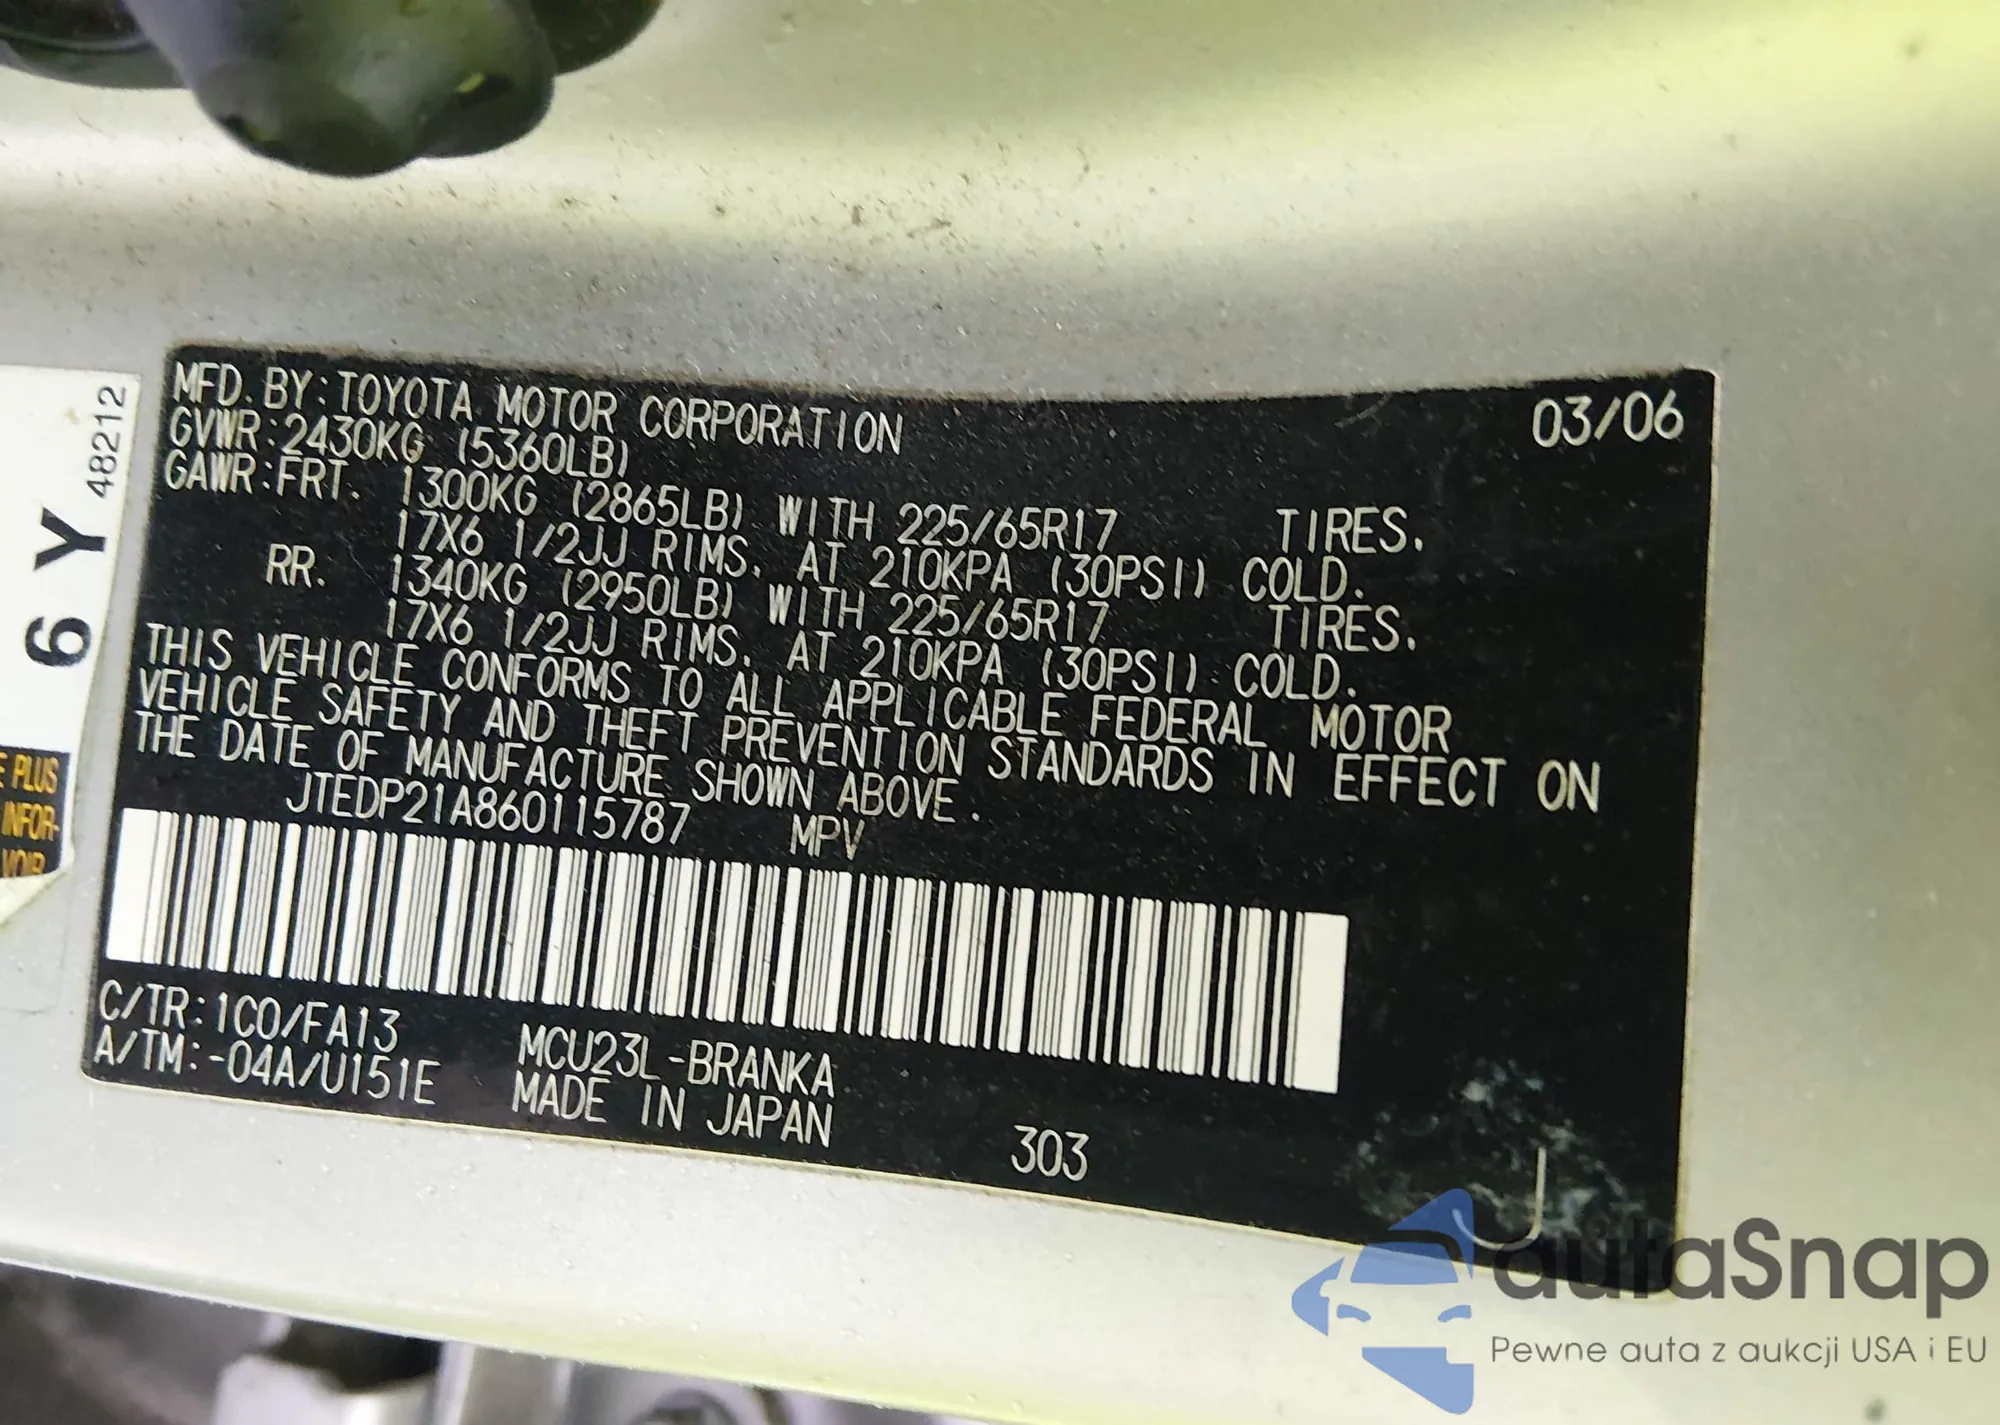 MFD. BY: TOYOTA MOTOR CORPORATION 03/06
GVWR: 2430KG (5360LB)
GAWR: FRT. 1300KG (2865LB) WITH 225/65R17 TIRES.
17X6 1/2JJ RIMS. AT 210KPA (30PSI) COLD.
RR. 1340KG (2950LB) WITH 225/65R17 TIRES.
17X6 1/2JJ RIMS. AT 210KPA (30PSI) COLD.
THIS VEHICLE CONFORMS TO ALL APPLICABLE FEDERAL MOTOR
VEHICLE SAFETY AND THEFT PREVENTION STANDARDS IN EFFECT ON
THE DATE OF MANUFACTURE SHOWN ABOVE.
JTEDP21A860115787 MPV
C/TR: 1C0/FA13 MCU23L-BRANKA
A/TM: -04A/U151E MADE IN JAPAN
303
J
6Y 48212
E PLUS
INFOR-
VOIR
autaSnap
Pewne auta z aukcji USA i EU